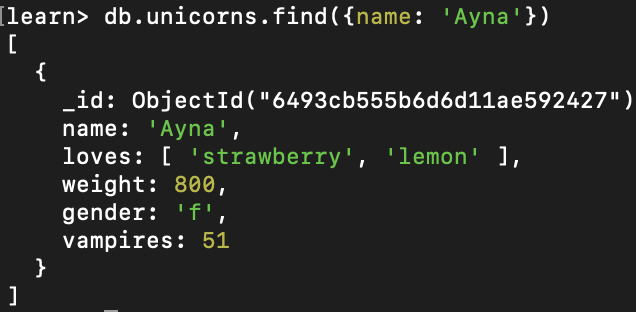 [learn> db.unicorns.find({name: 'Ayna'})
[
  {
    _id: ObjectId("6493cb555b6d6d11ae592427")
    name: 'Ayna',
    loves: [ 'strawberry', 'lemon' ],
    weight: 800,
    gender: 'f',
    vampires: 51
  }
]